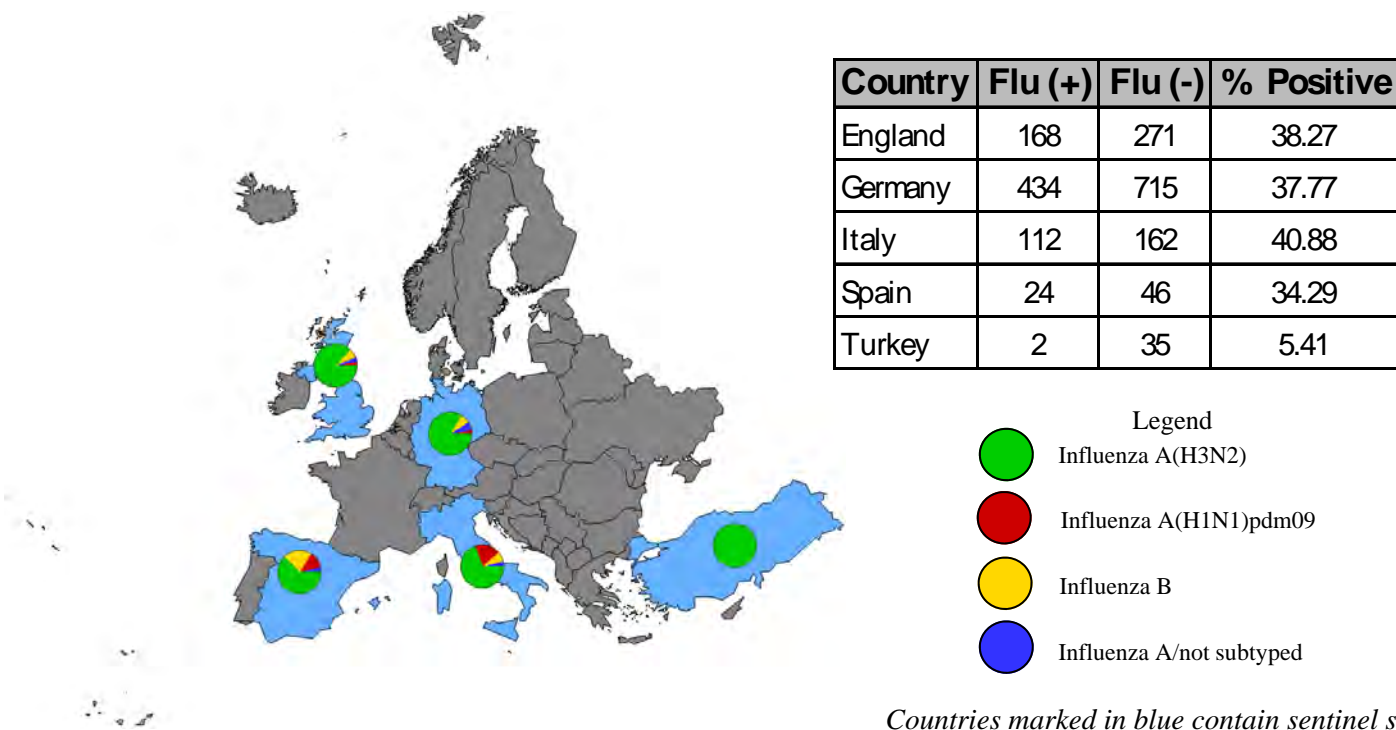 Country Flu (+) Flu (-) % Positive
England 168 271 38.27
Germany 434 715 37.77
Italy 112 162 40.88
Spain 24 46 34.29
Turkey 2 35 5.41
Legend
Influenza A(H3N2)
Influenza A(H1N1)pdm09
Influenza B
Influenza A/not subtyped
Countries marked in blue contain sentinel s